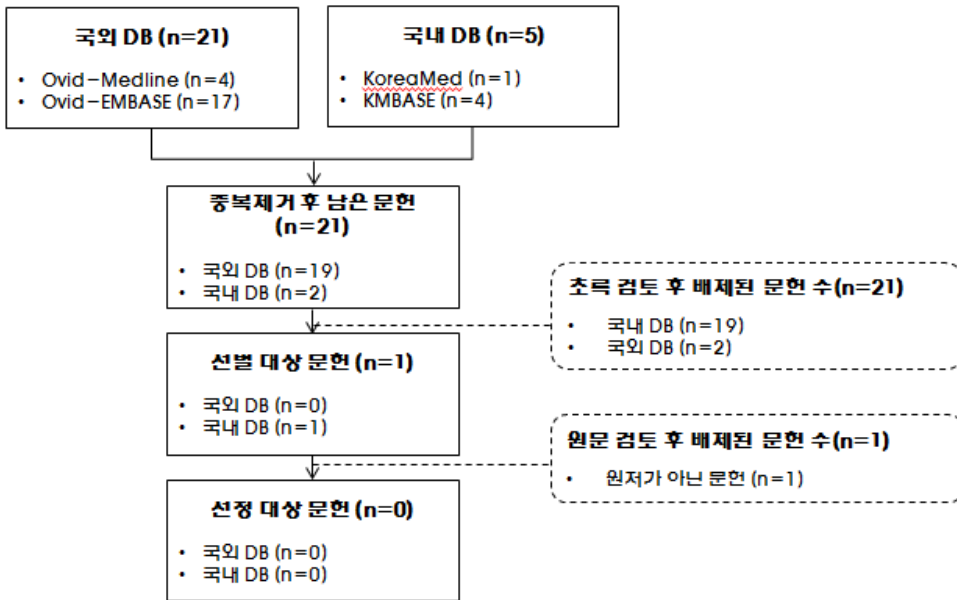 국외 DB (n=21)
• Ovid-Medline (n=4)
• Ovid-EMBASE (n=17)
국내 DB (n=5)
• KoreaMed (n=1)
• KMBASE (n=4)
중복제거 후 남은 문헌
(n=21)
• 국외 DB (n=19)
• 국내 DB (n=2)
초록 검토 후 배제된 문헌 수(n=21)
• 국내 DB (n=19)
• 국외 DB (n=2)
선별 대상 문헌 (n=1)
• 국외 DB (n=0)
• 국내 DB (n=1)
원문 검토 후 배제된 문헌 수(n=1)
• 원저가 아닌 문헌 (n=1)
선정 대상 문헌 (n=0)
• 국외 DB (n=0)
• 국내 DB (n=0)